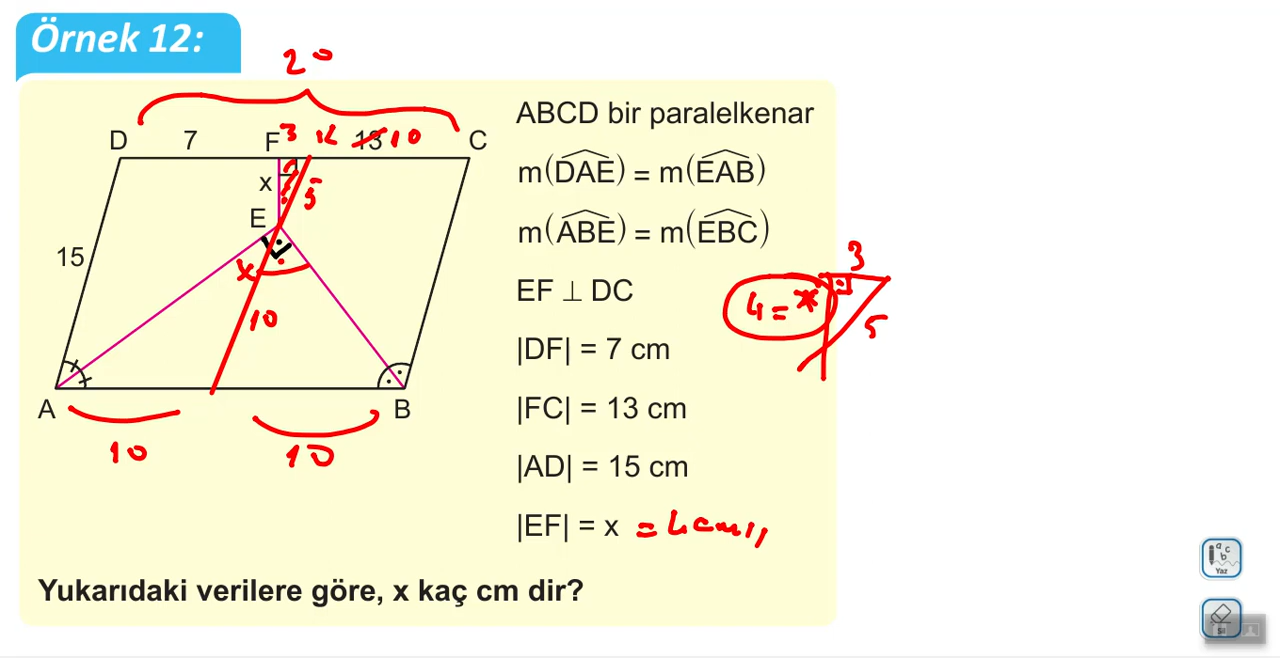 Örnek 12:
20
D 7 F 3 K 13 10 C
ABCD bir paralelkenar
x 5
m(DAE) = m(EAB)
E
m(ABE) = m(EBC)
15
x
10
EF ⊥ DC
3
4 = x
5
|DF| = 7 cm
A B
|FC| = 13 cm
10 10
|AD| = 15 cm
|EF| = x = 4 cm //
Yukarıdaki verilere göre, x kaç cm dir?
a c
b
Yaz
Sil